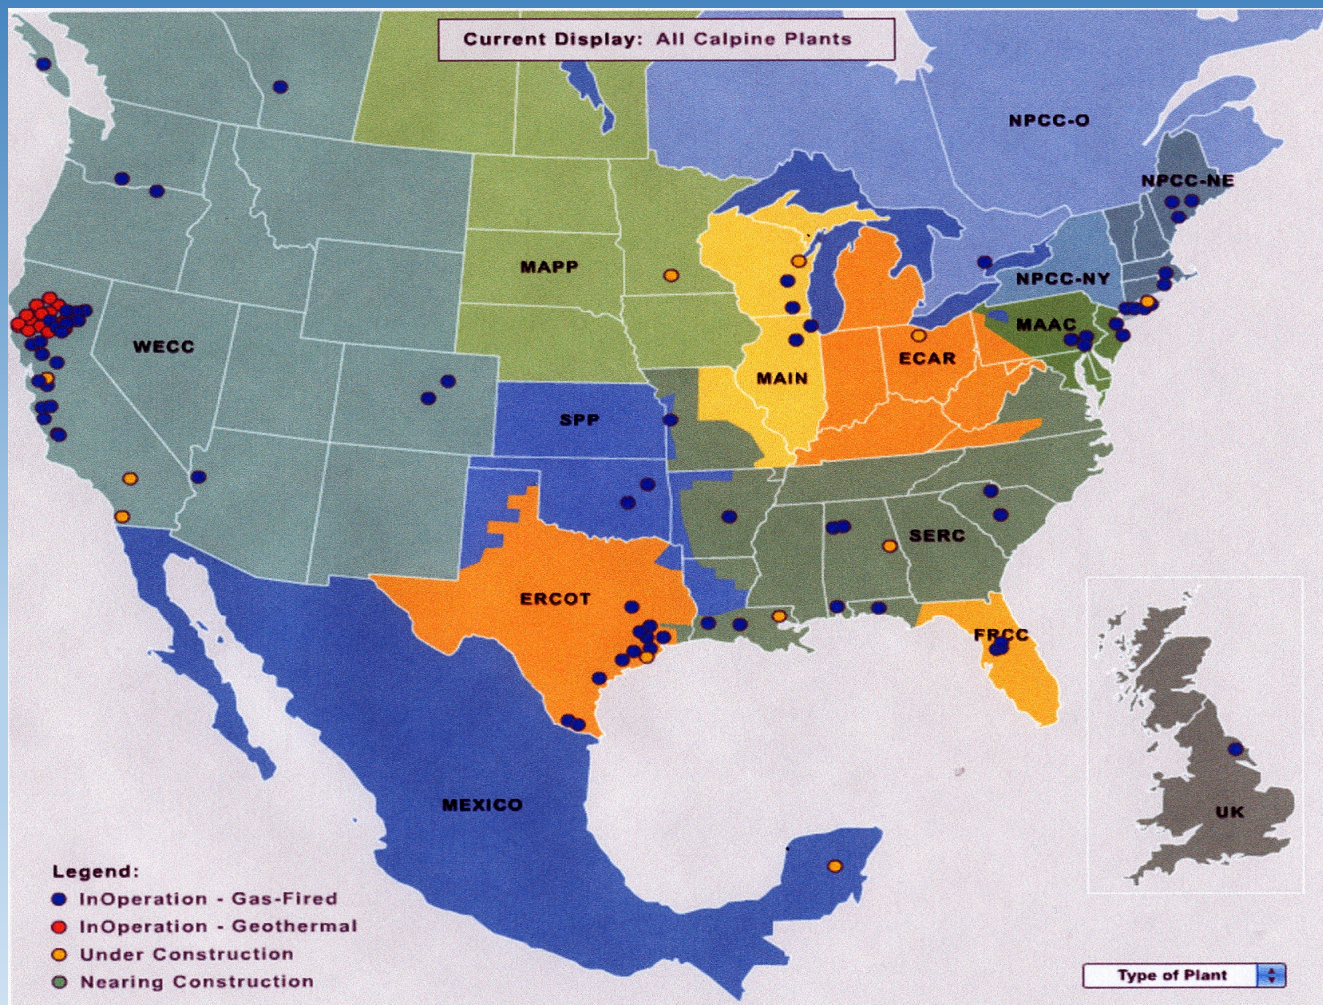 Current Display: All Calpine Plants
NPCC-O
NPCC-NE
MAPP
NPCC-NY
MAAC
WECC
ECAR
MAIN
SPP
SERC
ERCOT
FRCC
MEXICO
UK
Legend:
InOperation - Gas-Fired
InOperation - Geothermal
Under Construction
Nearing Construction
Type of Plant